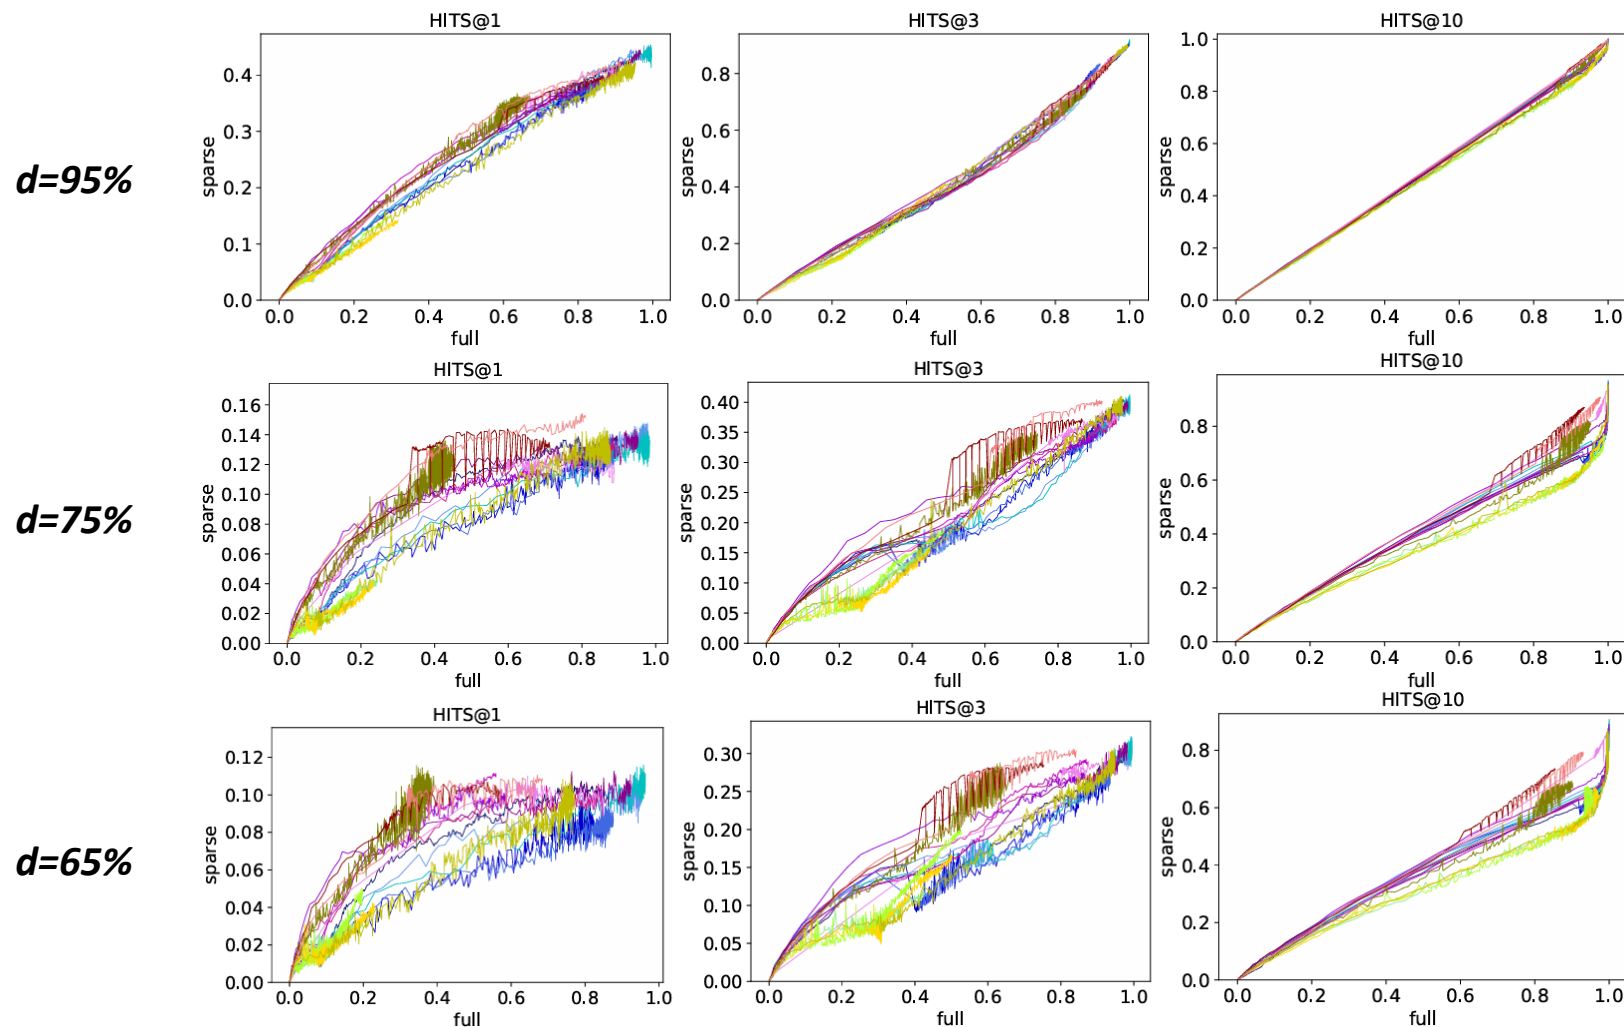 HITS@1
HITS@3
HITS@10
d=95%
sparse
0.4
0.3
0.2
0.1
0.0
0.0 0.2 0.4 0.6 0.8 1.0
full
sparse
0.8
0.6
0.4
0.2
0.0
0.0 0.2 0.4 0.6 0.8 1.0
full
sparse
1.0
0.8
0.6
0.4
0.2
0.0
0.0 0.2 0.4 0.6 0.8 1.0
full
HITS@1
HITS@3
HITS@10
d=75%
sparse
0.16
0.14
0.12
0.10
0.08
0.06
0.04
0.02
0.00
0.0 0.2 0.4 0.6 0.8 1.0
full
sparse
0.40
0.35
0.30
0.25
0.20
0.15
0.10
0.05
0.00
0.0 0.2 0.4 0.6 0.8 1.0
full
sparse
0.8
0.6
0.4
0.2
0.0
0.0 0.2 0.4 0.6 0.8 1.0
full
HITS@1
HITS@3
HITS@10
d=65%
sparse
0.12
0.10
0.08
0.06
0.04
0.02
0.00
0.0 0.2 0.4 0.6 0.8 1.0
full
sparse
0.30
0.25
0.20
0.15
0.10
0.05
0.00
0.0 0.2 0.4 0.6 0.8 1.0
full
sparse
0.8
0.6
0.4
0.2
0.0
0.0 0.2 0.4 0.6 0.8 1.0
full